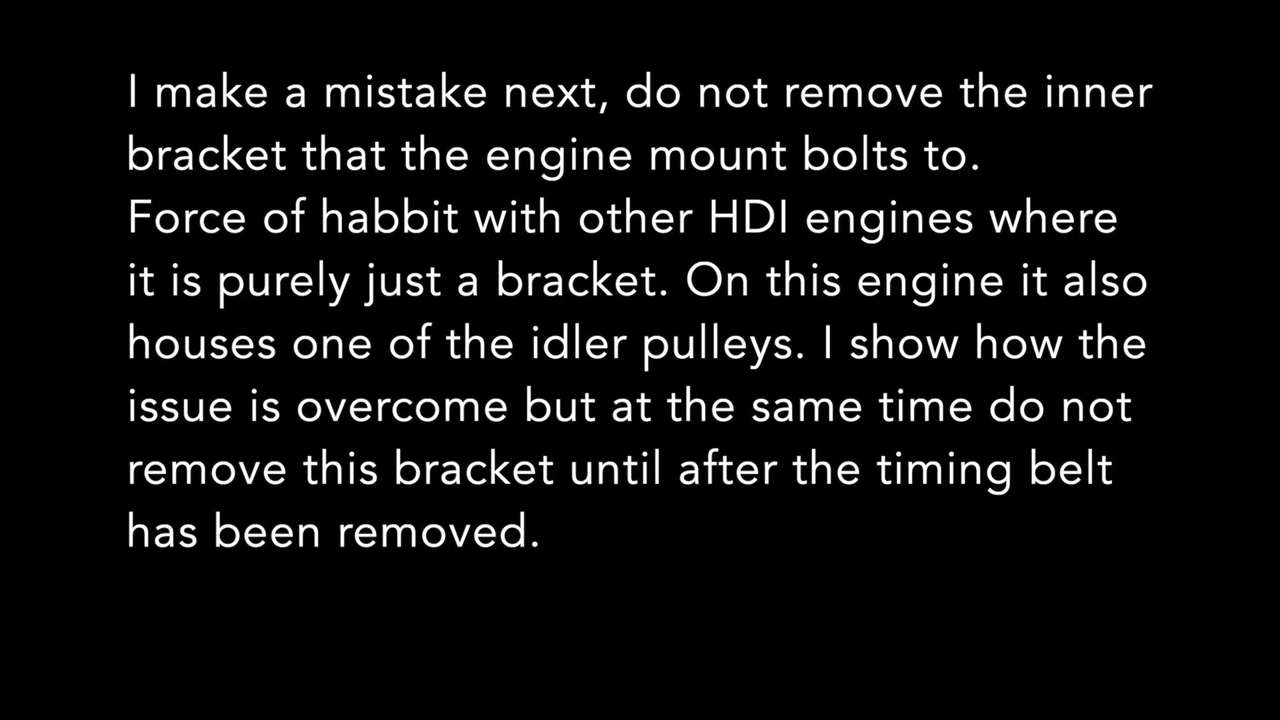 I make a mistake next, do not remove the inner
bracket that the engine mount bolts to.
Force of habbit with other HDI engines where
it is purely just a bracket. On this engine it also
houses one of the idler pulleys. I show how the
issue is overcome but at the same time do not
remove this bracket until after the timing belt
has been removed.